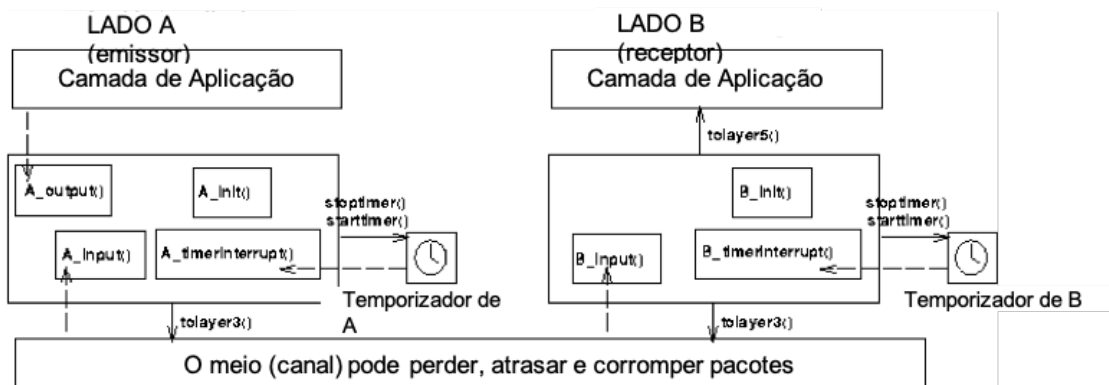 LADO A
(emissor)
Camada de Aplicação
A_output()
A_Init()
A_Input()
A_timerInterrupt()
stoptimer()
starttimer()
Temporizador de
A
tolayer3()
LADO B
(receptor)
Camada de Aplicação
tolayer5()
B_Init()
B_Input()
B_timerInterrupt()
stoptimer()
starttimer()
Temporizador de B
tolayer3()
O meio (canal) pode perder, atrasar e corromper pacotes